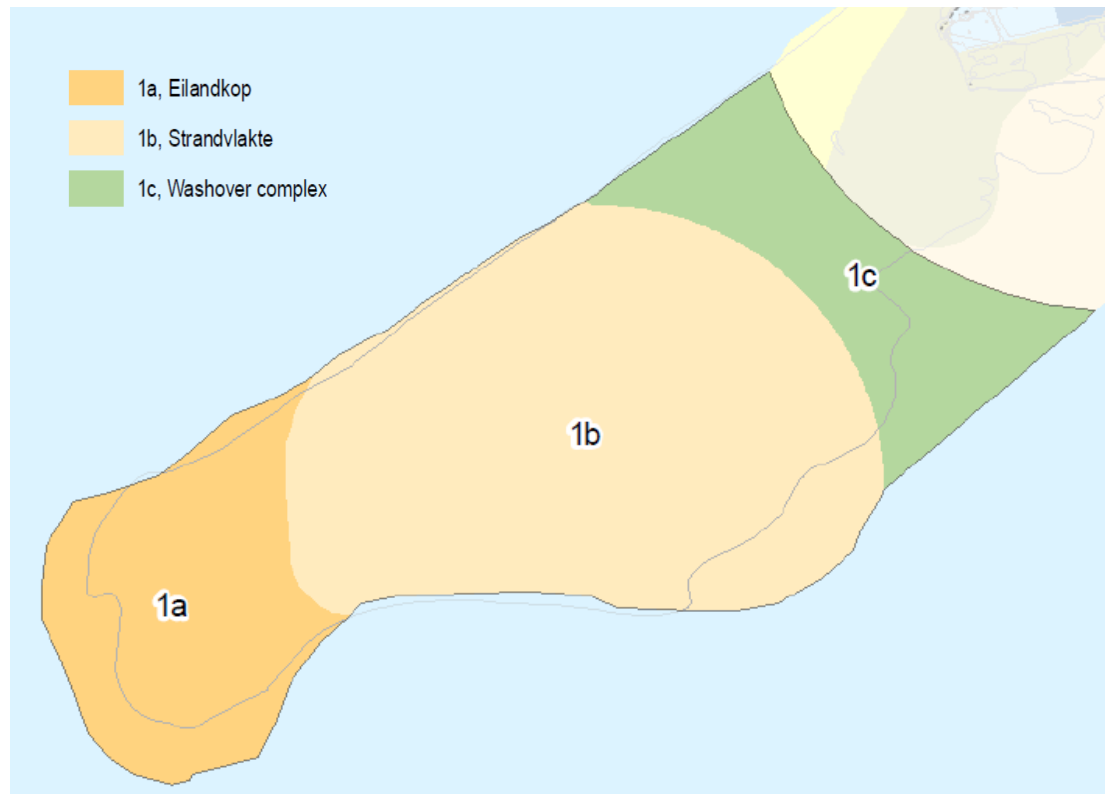 1a, Eilandkop
1b, Strandvlakte
1c, Washover complex
1c
1b
1a